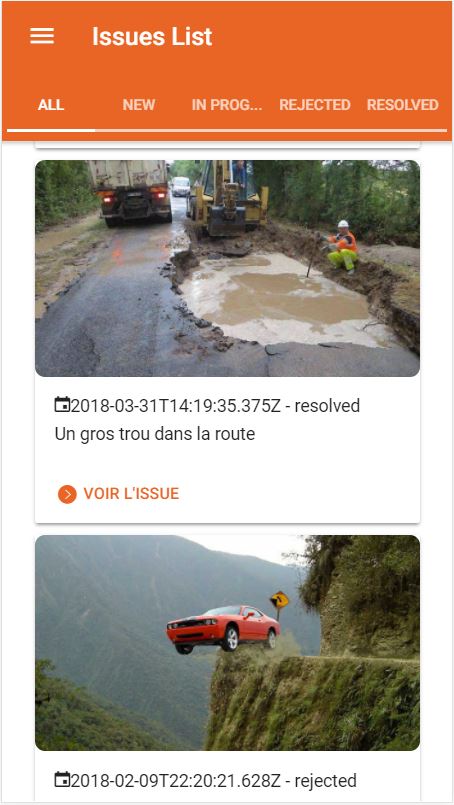 Issues List
ALL
NEW
IN PROG...
REJECTED
RESOLVED
2018-03-31T14:19:35.375Z - resolved
Un gros trou dans la route
VOIR L'ISSUE
2018-02-09T22:20:21.628Z - rejected